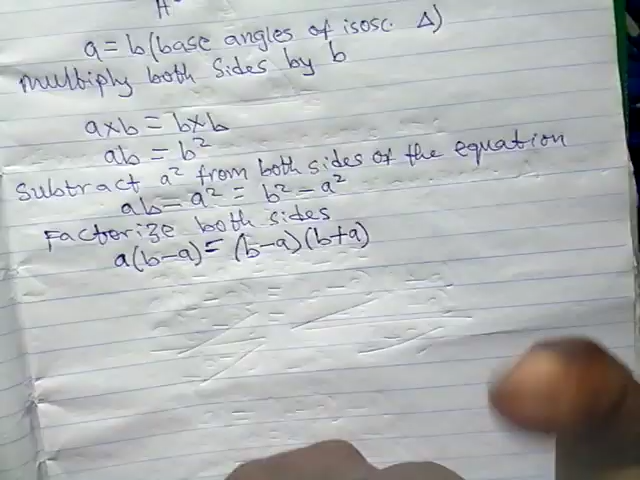 a = b (base angles of isosc. Δ)
multiply both sides by b
a×b = b×b
ab = b²
Subtract a² from both sides of the equation
ab - a² = b² - a²
Factorize both sides
a(b-a) = (b-a)(b+a)